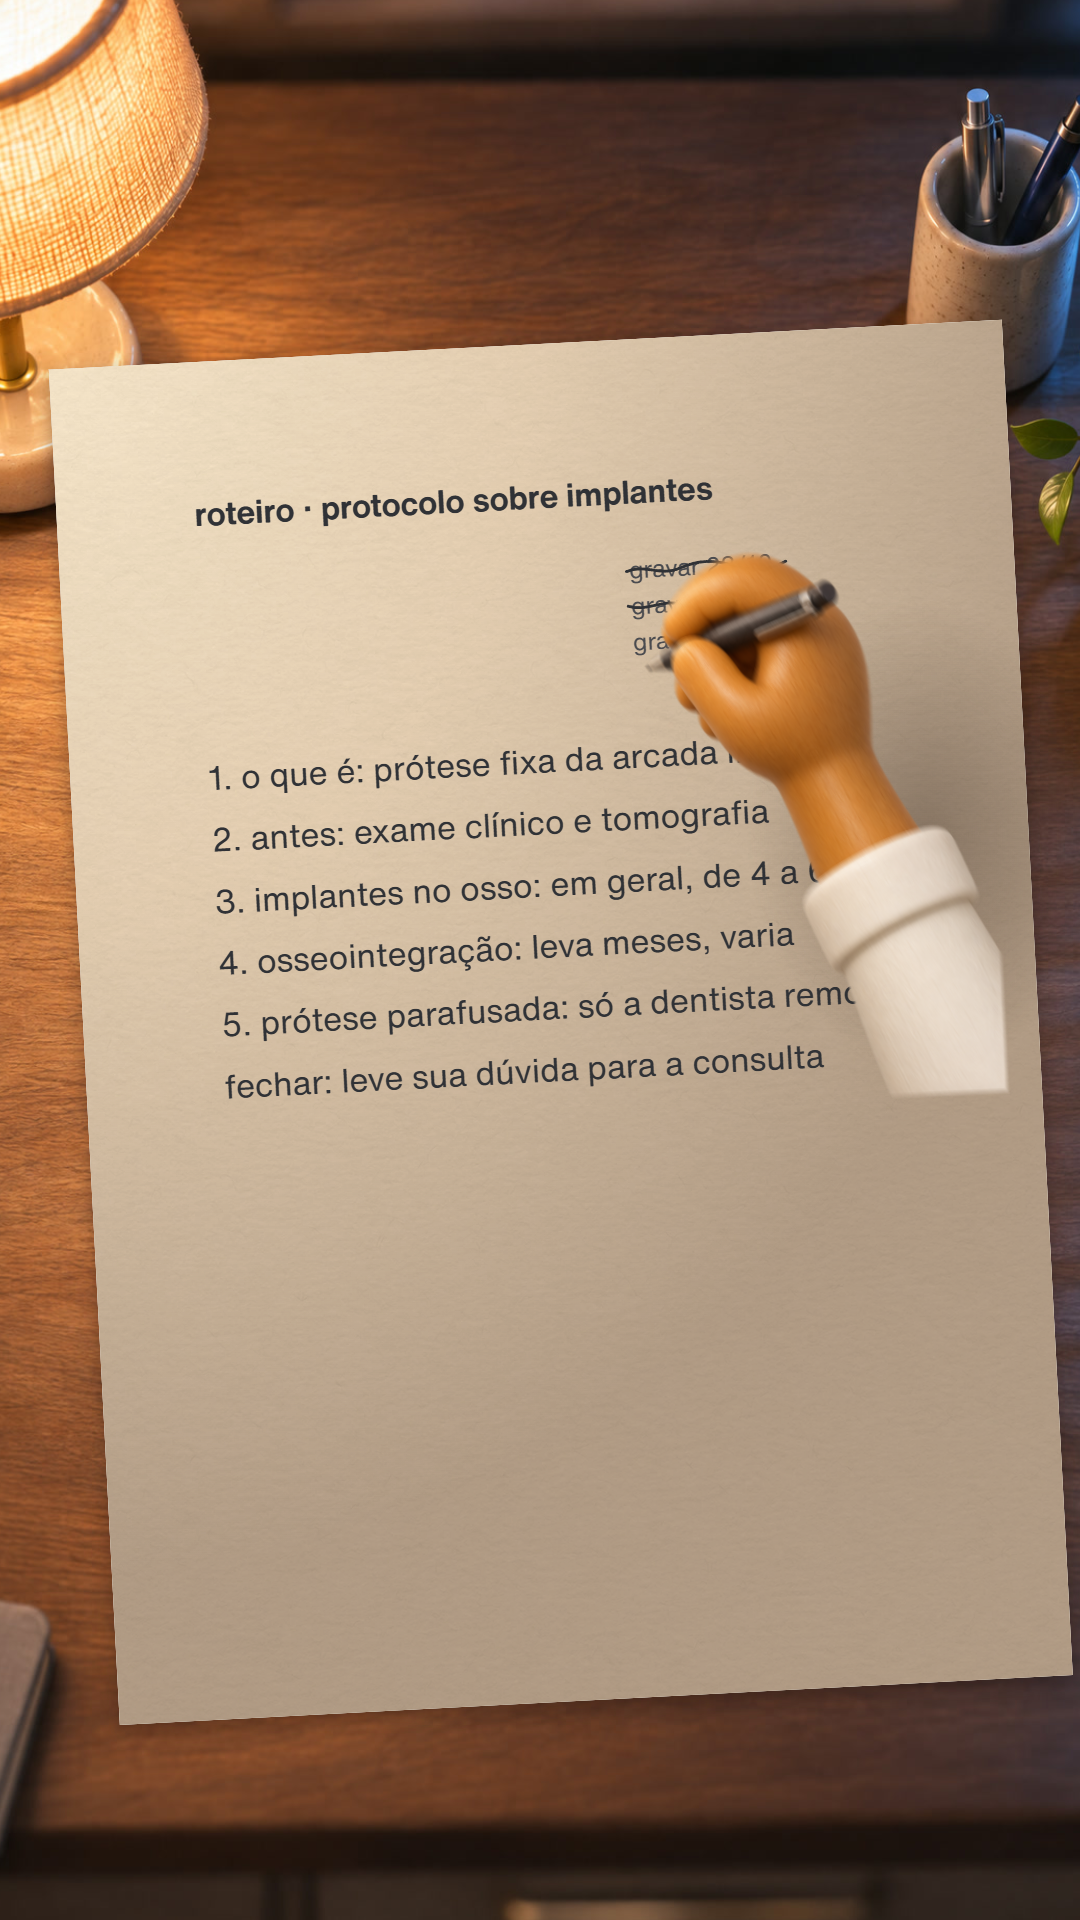 roteiro · protocolo sobre implantes
gravar
1. o que é: prótese fixa da arcada
2. antes: exame clínico e tomografia
3. implantes no osso: em geral, de 4 a
4. osseointegração: leva meses, varia
5. prótese parafusada: só a dentista
fechar: leve sua dúvida para a consulta